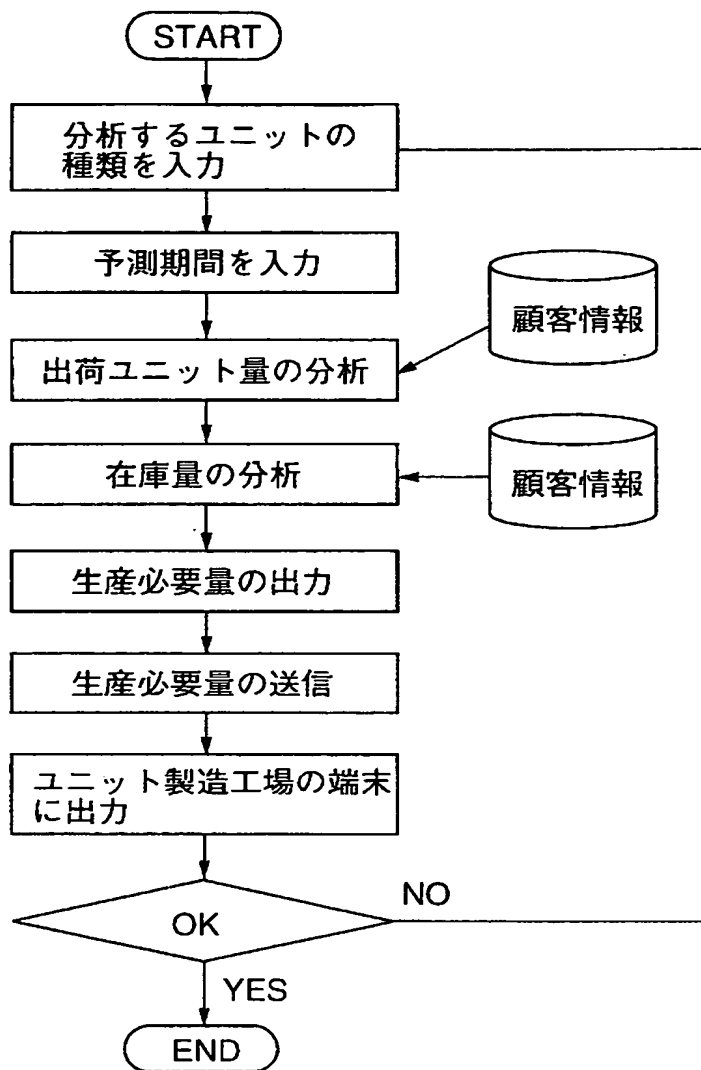 START
分析するユニットの
種類を入力
予測期間を入力
顧客情報
出荷ユニット量の分析
顧客情報
在庫量の分析
生産必要量の出力
生産必要量の送信
ユニット製造工場の端末
に出力
OK
NO
YES
END